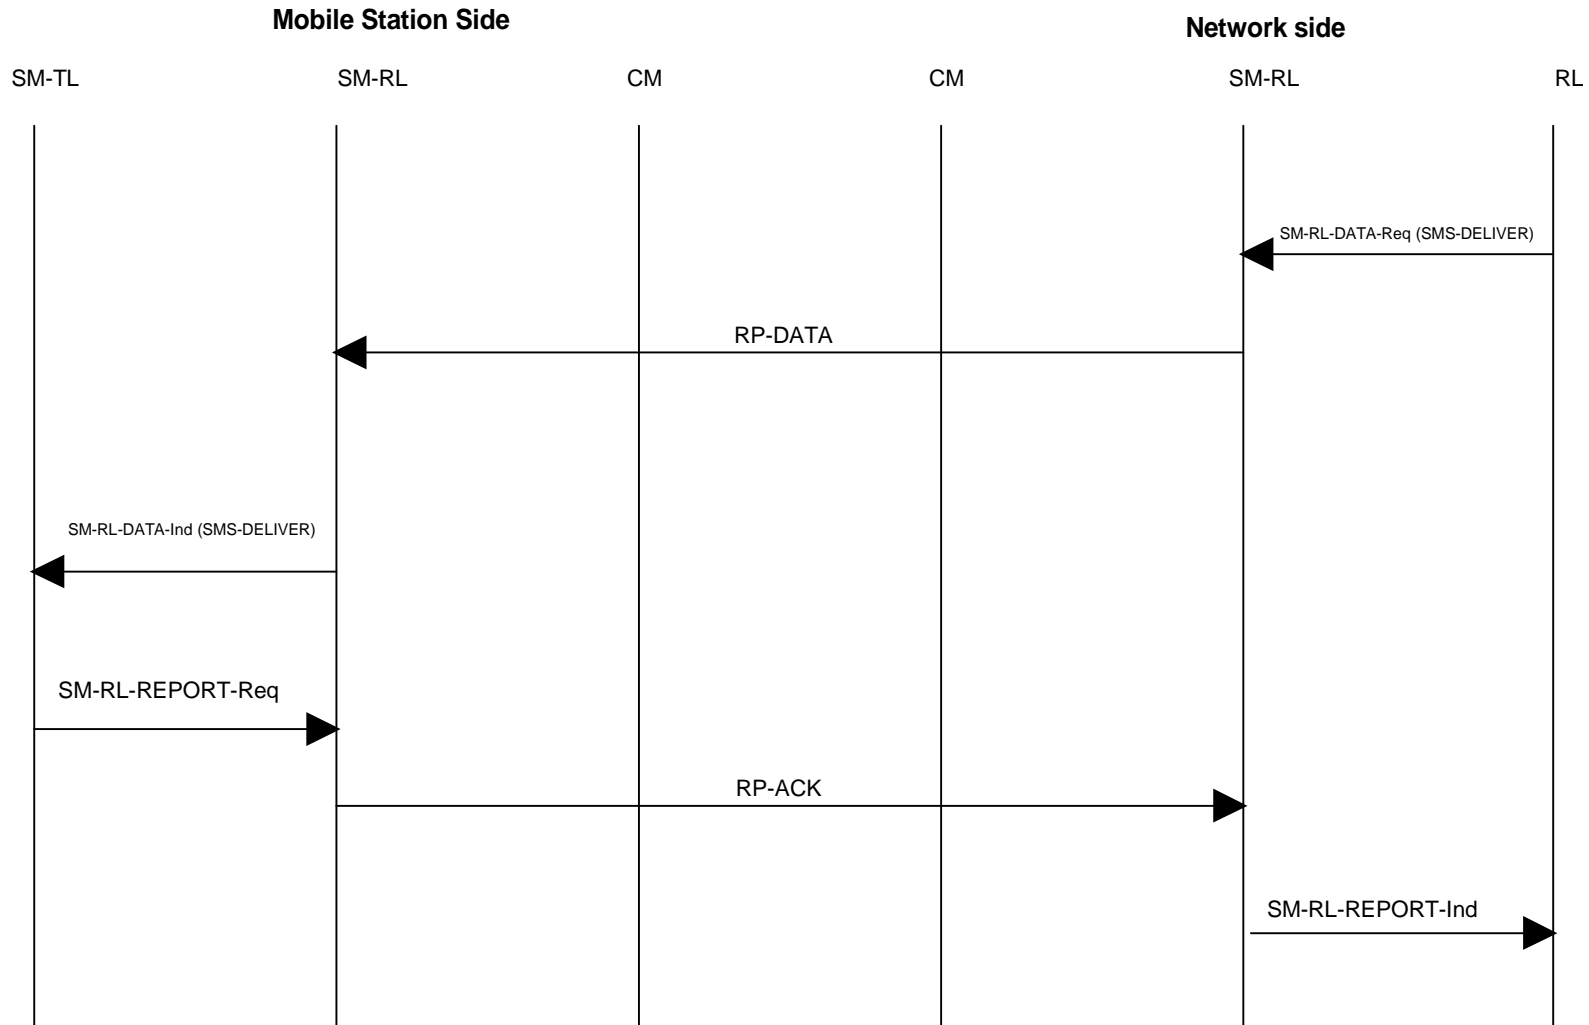 Mobile Station Side
Network side
SM-TL
SM-RL
CM
CM
SM-RL
RL
SM-RL-DATA-Req (SMS-DELIVER)
RP-DATA
SM-RL-DATA-Ind (SMS-DELIVER)
SM-RL-REPORT-Req
RP-ACK
SM-RL-REPORT-Ind